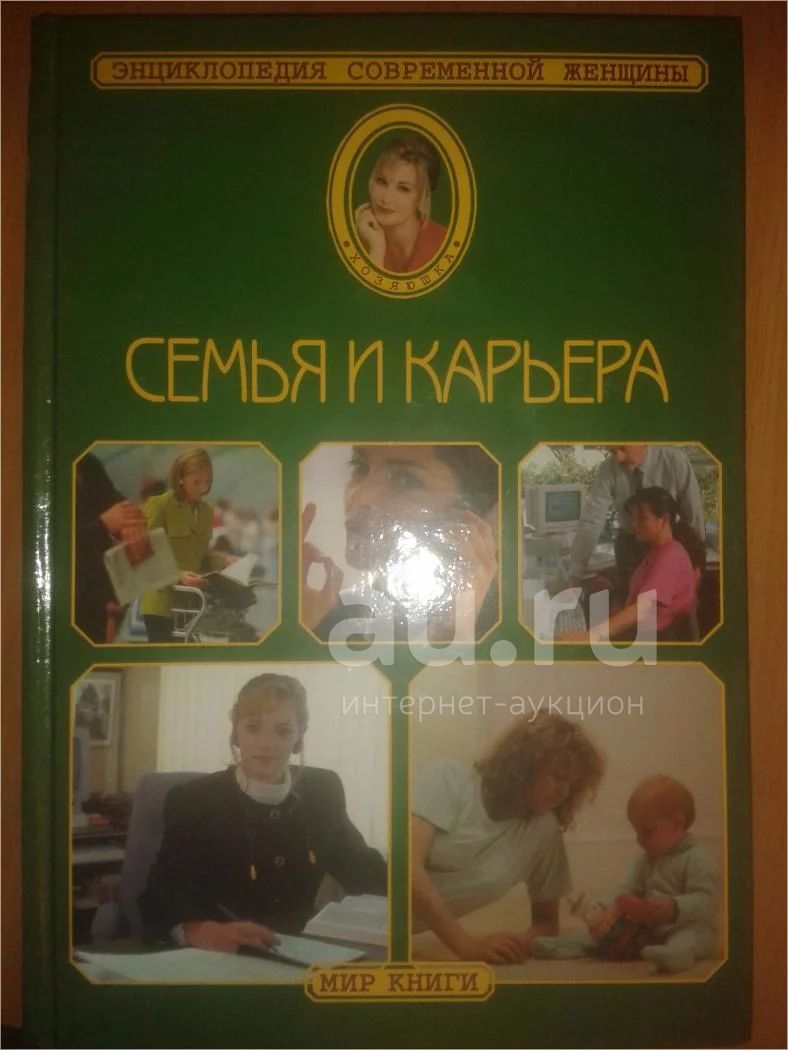 ЭНЦИКЛОПЕДИЯ СОВРЕМЕННОЙ ЖЕНЩИНЫ
• ХОЗЯЮШКА •
СЕМЬЯ И КАРЬЕРА
au.ru
интернет-аукцион
МИР КНИГИ